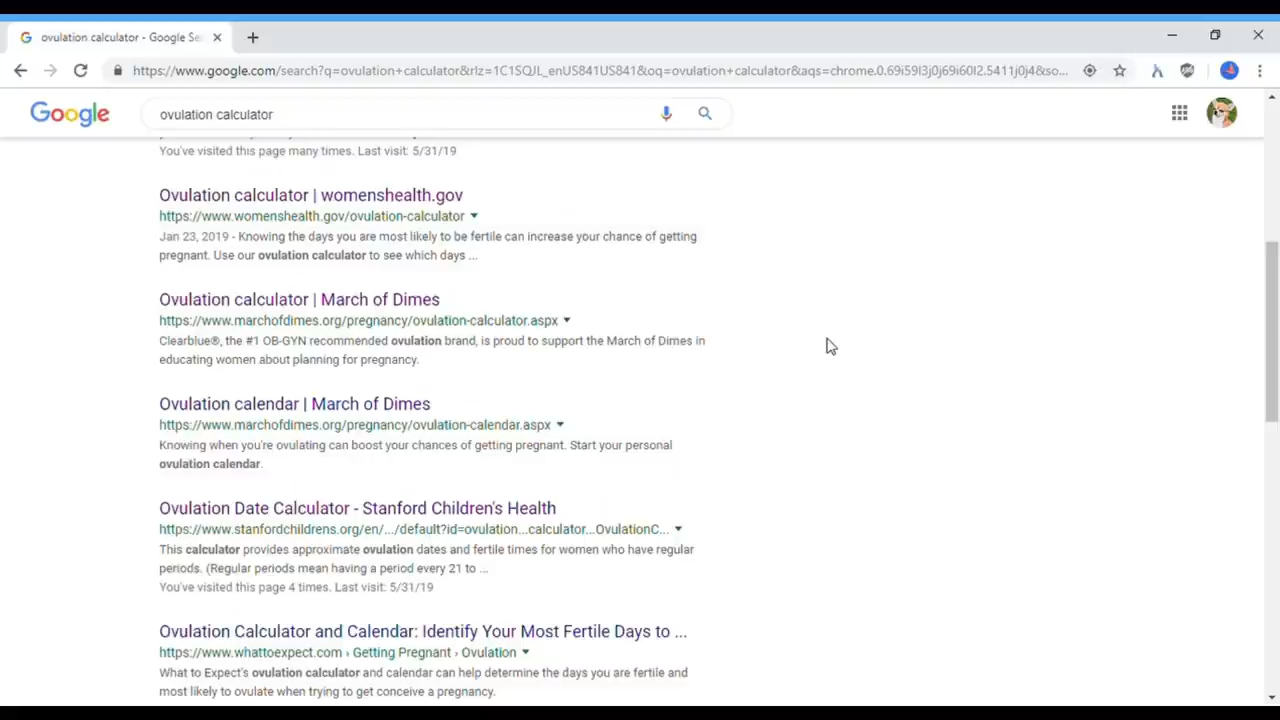 ovulation calculator - Google Se
https://www.google.com/search?q=ovulation+calculator&rlz=1C1SQJL_enUS841US841&oq=ovulation+calculator&aqs=chrome.0.69i59l3j0j69i60l2.5411j0j4&so...
Google
ovulation calculator
You've visited this page many times. Last visit: 5/31/19
Ovulation calculator | womenshealth.gov
https://www.womenshealth.gov/ovulation-calculator
Jan 23, 2019 - Knowing the days you are most likely to be fertile can increase your chance of getting
pregnant. Use our ovulation calculator to see which days ...
Ovulation calculator | March of Dimes
https://www.marchofdimes.org/pregnancy/ovulation-calculator.aspx
Clearblue®, the #1 OB-GYN recommended ovulation brand, is proud to support the March of Dimes in
educating women about planning for pregnancy.
Ovulation calendar | March of Dimes
https://www.marchofdimes.org/pregnancy/ovulation-calendar.aspx
Knowing when you're ovulating can boost your chances of getting pregnant. Start your personal
ovulation calendar.
Ovulation Date Calculator - Stanford Children's Health
https://www.stanfordchildrens.org/en/.../default?id=ovulation...calculator...OvulationC...
This calculator provides approximate ovulation dates and fertile times for women who have regular
periods. (Regular periods mean having a period every 21 to ...
You've visited this page 4 times. Last visit: 5/31/19
Ovulation Calculator and Calendar: Identify Your Most Fertile Days to ...
https://www.whattoexpect.com › Getting Pregnant › Ovulation
What to Expect's ovulation calculator and calendar can help determine the days you are fertile and
most likely to ovulate when trying to get conceive a pregnancy.